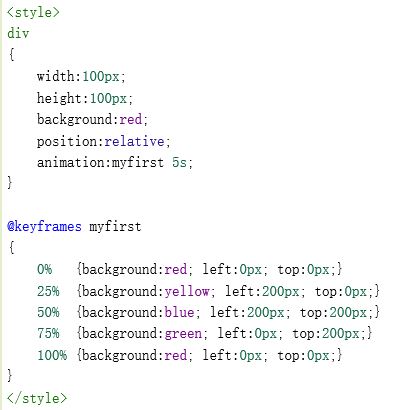 <style>
div
{
    width:100px;
    height:100px;
    background:red;
    position:relative;
    animation:myfirst 5s;
}

@keyframes myfirst
{
    0%   {background:red; left:0px; top:0px;}
    25%  {background:yellow; left:200px; top:0px;}
    50%  {background:blue; left:200px; top:200px;}
    75%  {background:green; left:0px; top:200px;}
    100% {background:red; left:0px; top:0px;}
}
</style>